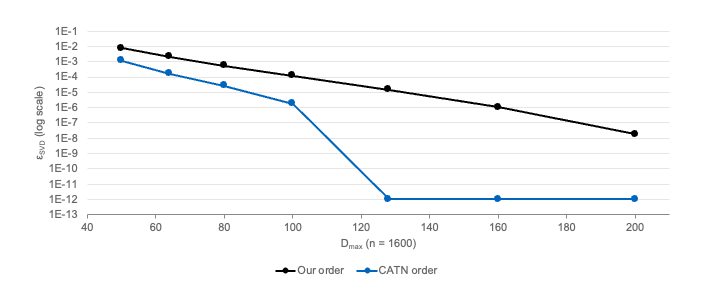 1E-1
1E-2
1E-3
1E-4
1E-5
1E-6
1E-7
1E-8
1E-9
1E-10
1E-11
1E-12
1E-13
εSVD (log scale)
40 60 80 100 120 140 160 180 200
Dmax (n = 1600)
Our order CATN order